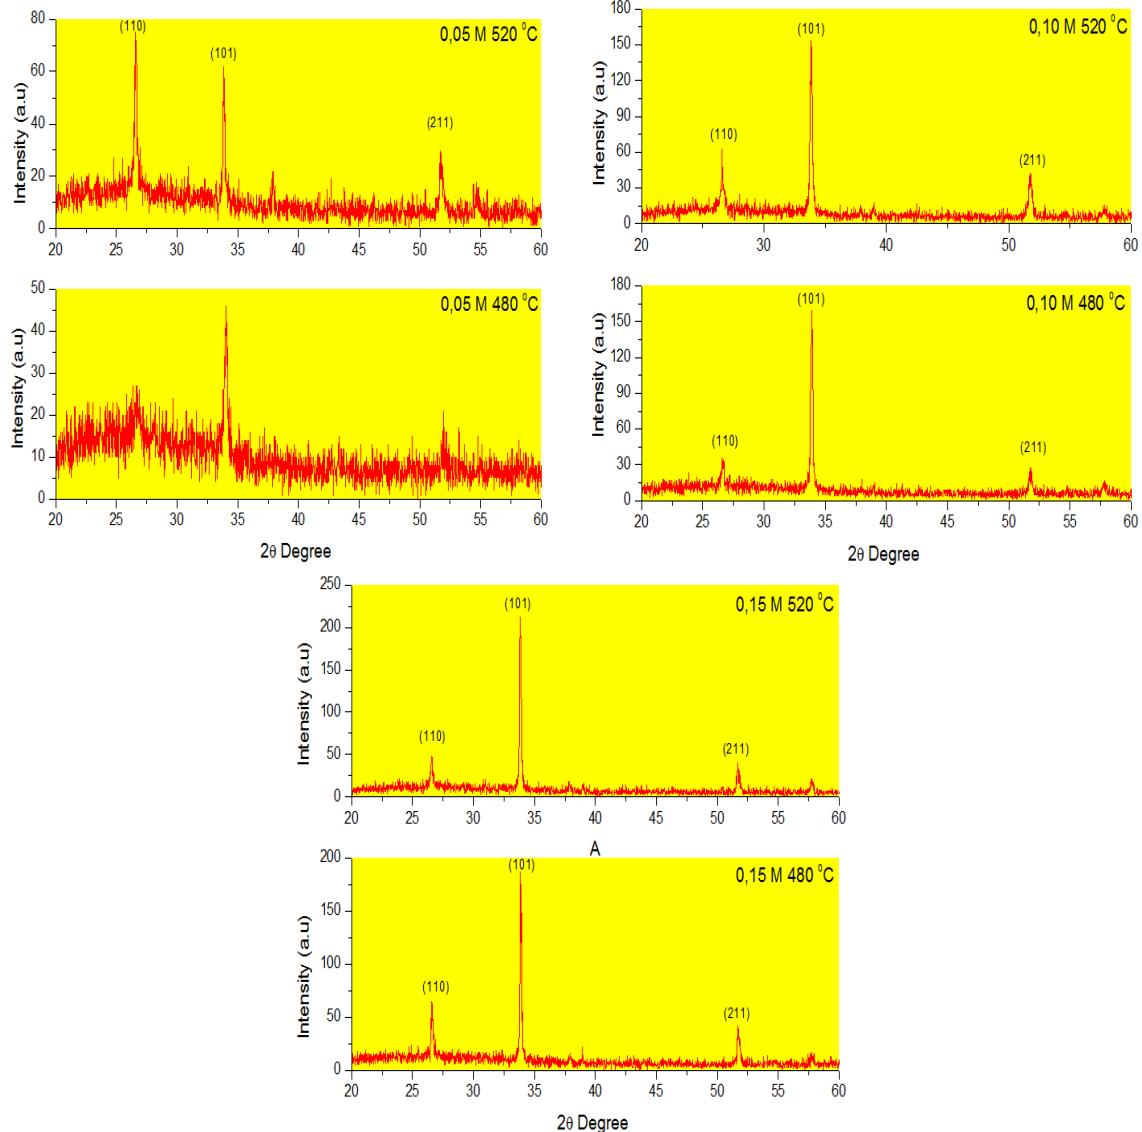 0,05 M 520 °C
(110)
(101)
(211)
Intensity (a.u)
80
60
40
20
0
20 25 30 35 40 45 50 55 60
0,10 M 520 °C
(101)
(110)
(211)
Intensity (a.u)
180
150
120
90
60
30
0
20 30 40 50 60
0,05 M 480 °C
Intensity (a.u)
50
40
30
20
10
0
20 25 30 35 40 45 50 55 60
2θ Degree
0,10 M 480 °C
(101)
(110)
(211)
Intensity (a.u)
180
150
120
90
60
30
0
20 25 30 35 40 45 50 55 60
2θ Degree
0,15 M 520 °C
(101)
(110)
(211)
Intensity (a.u)
250
200
150
100
50
0
20 25 30 35 40 45 50 55 60
A
0,15 M 480 °C
(101)
(110)
(211)
Intensity (a.u)
200
150
100
50
0
20 25 30 35 40 45 50 55 60
2θ Degree